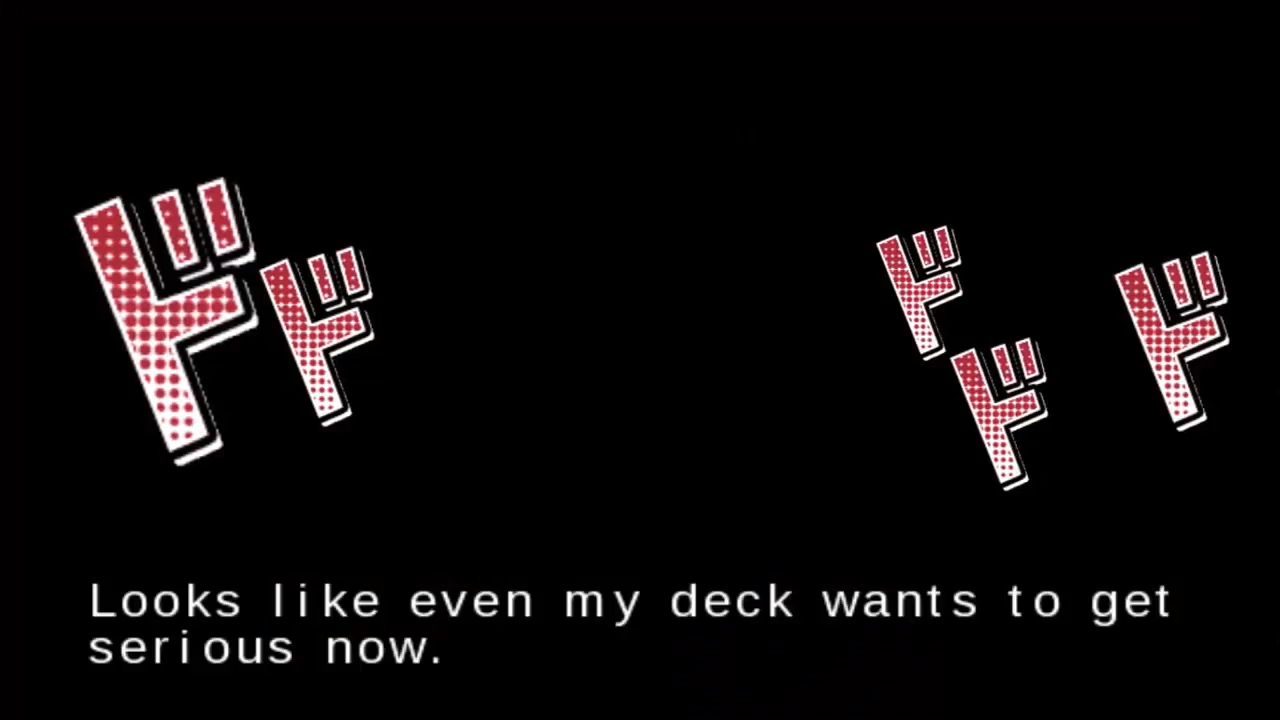 ド
ド
ド
ド
ド
Looks like even my deck wants to get
serious now.